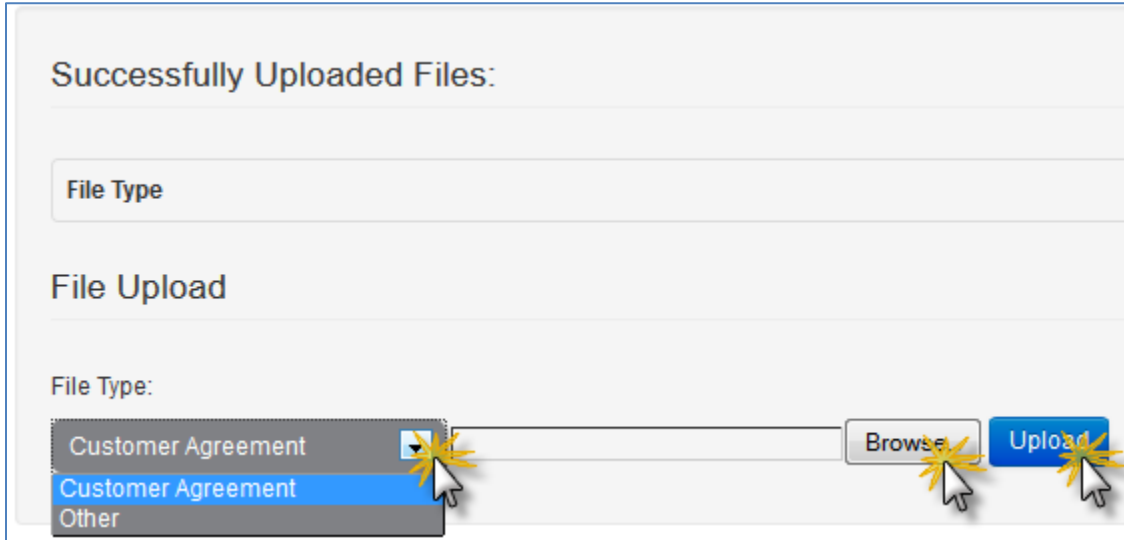 Successfully Uploaded Files:
File Type
File Upload
File Type:
Customer Agreement Browse... Upload
Customer Agreement
Other